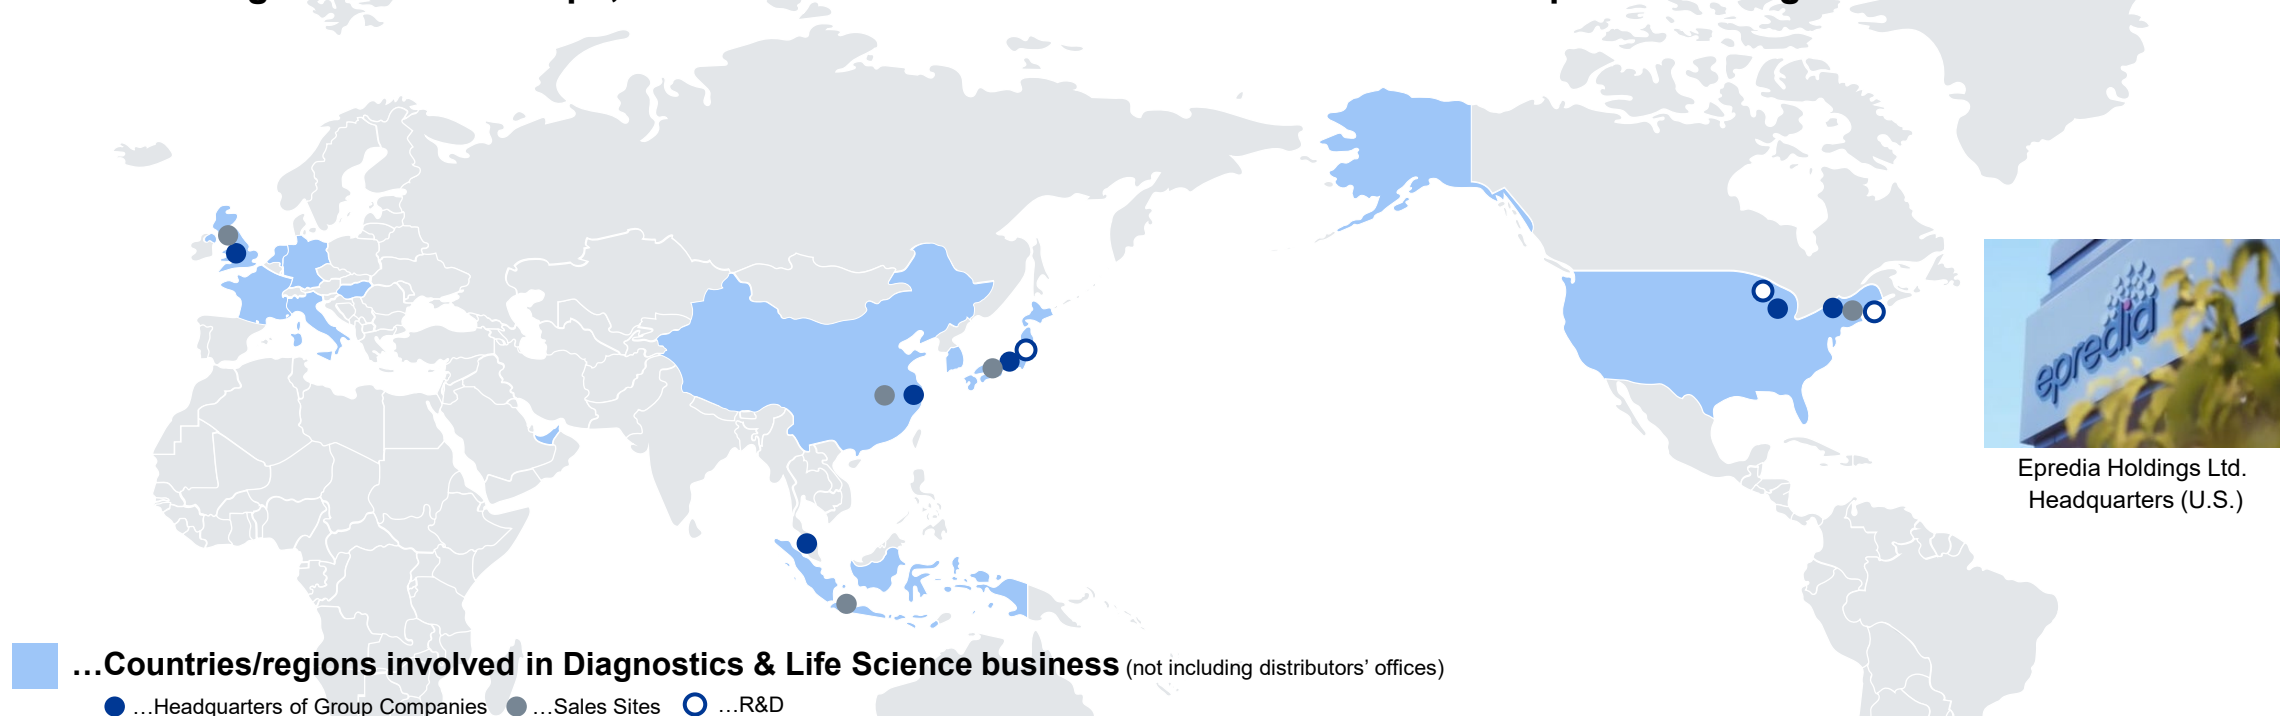 epredia
Epredia Holdings Ltd.
Headquarters (U.S.)
…Countries/regions involved in Diagnostics & Life Science business (not including distributors’ offices)
…Headquarters of Group Companies …Sales Sites …R&D